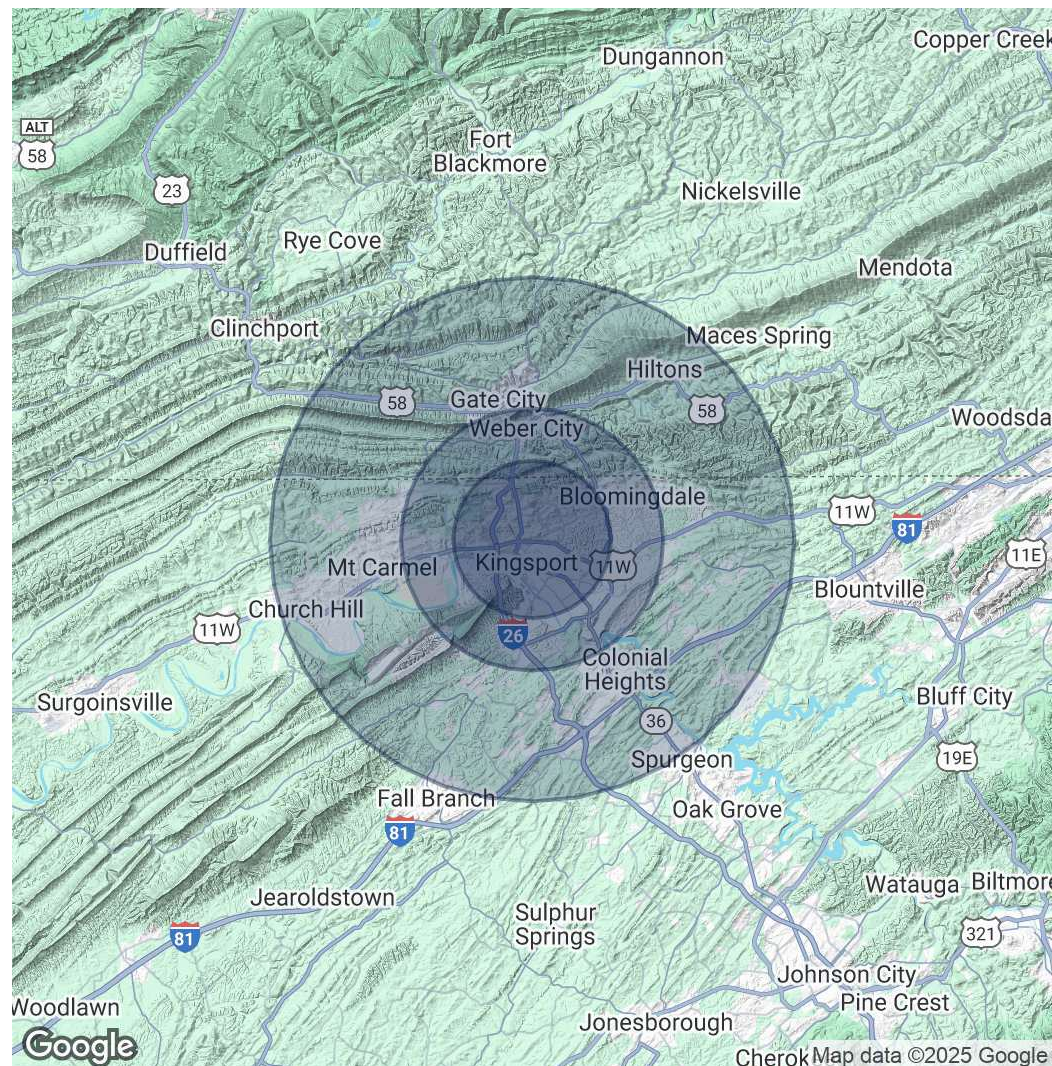 Copper Creek
Dungannon
ALT
58
Fort
Blackmore
23
Nickelsville
Rye Cove
Duffield
Mendota
Clinchport
Maces Spring
Hiltons
58
Gate City
58
Weber City
Woodsda
Bloomingdale
11W
81
11E
Kingsport
11W
Mt Carmel
Blountville
Church Hill
11W
26
Colonial
Heights
Bluff City
Surgoinsville
36
19E
Spurgeon
Fall Branch
Oak Grove
81
Watauga
Biltmore
Jearoldstown
Sulphur
Springs
81
321
Johnson City
Pine Crest
Woodlawn
Jonesborough
Google
Cherok
Map data ©2025 Google